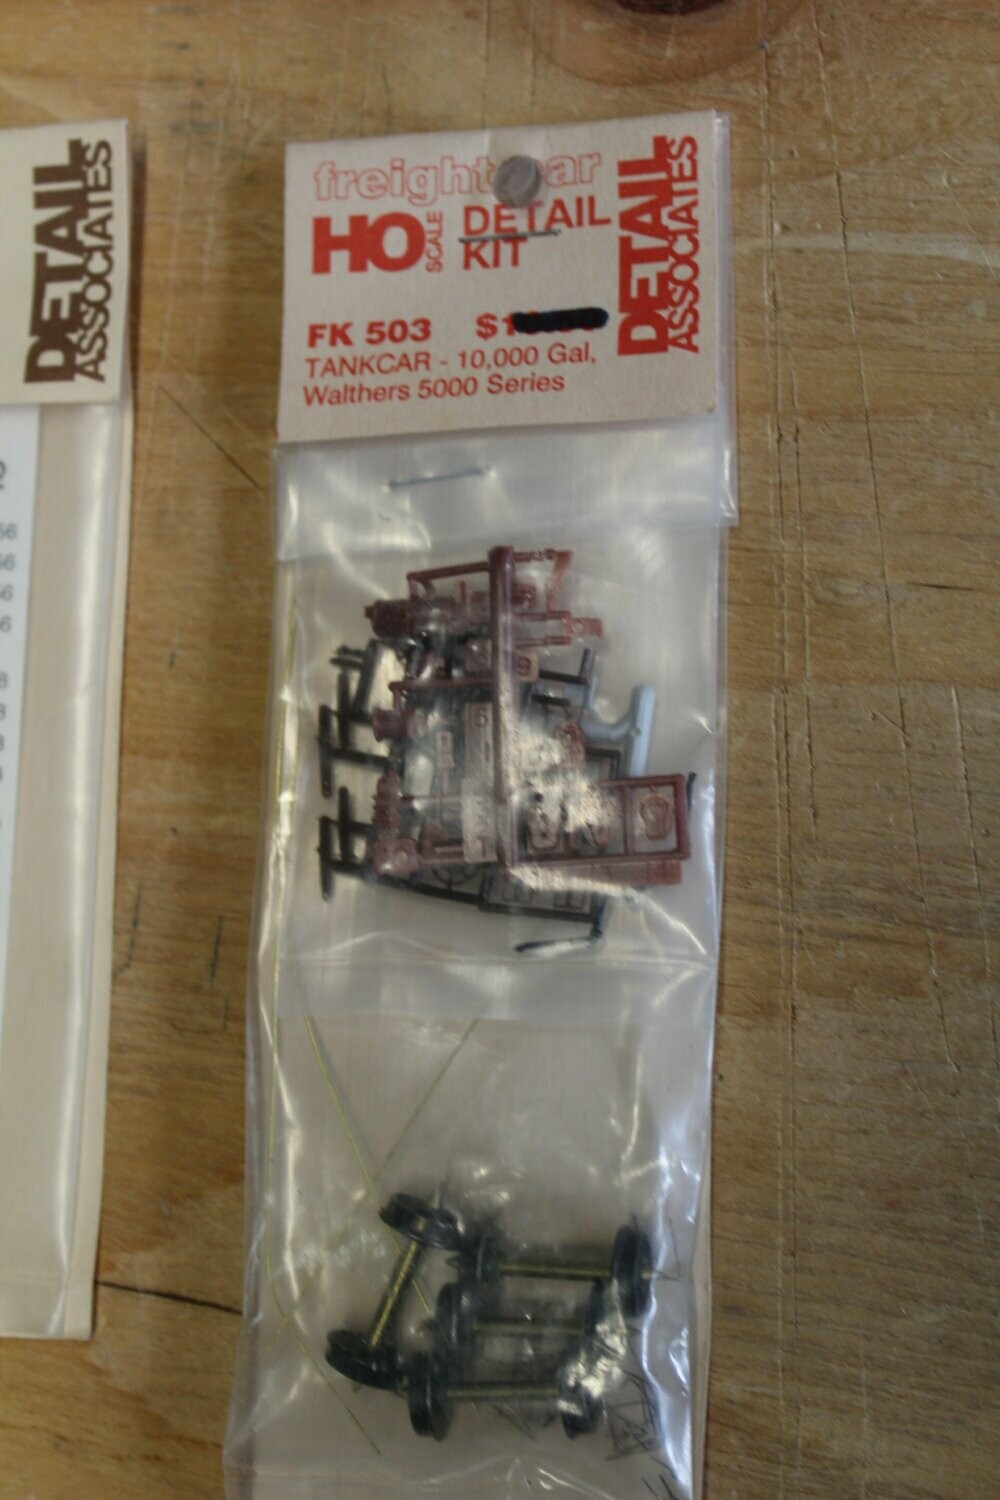 DETAIL
ASSOCIATES
freight car
HO
SCALE
DETAIL
KIT
DETAIL
ASSOCIATES
FK 503 $1
TANKCAR - 10,000 Gal,
Walthers 5000 Series